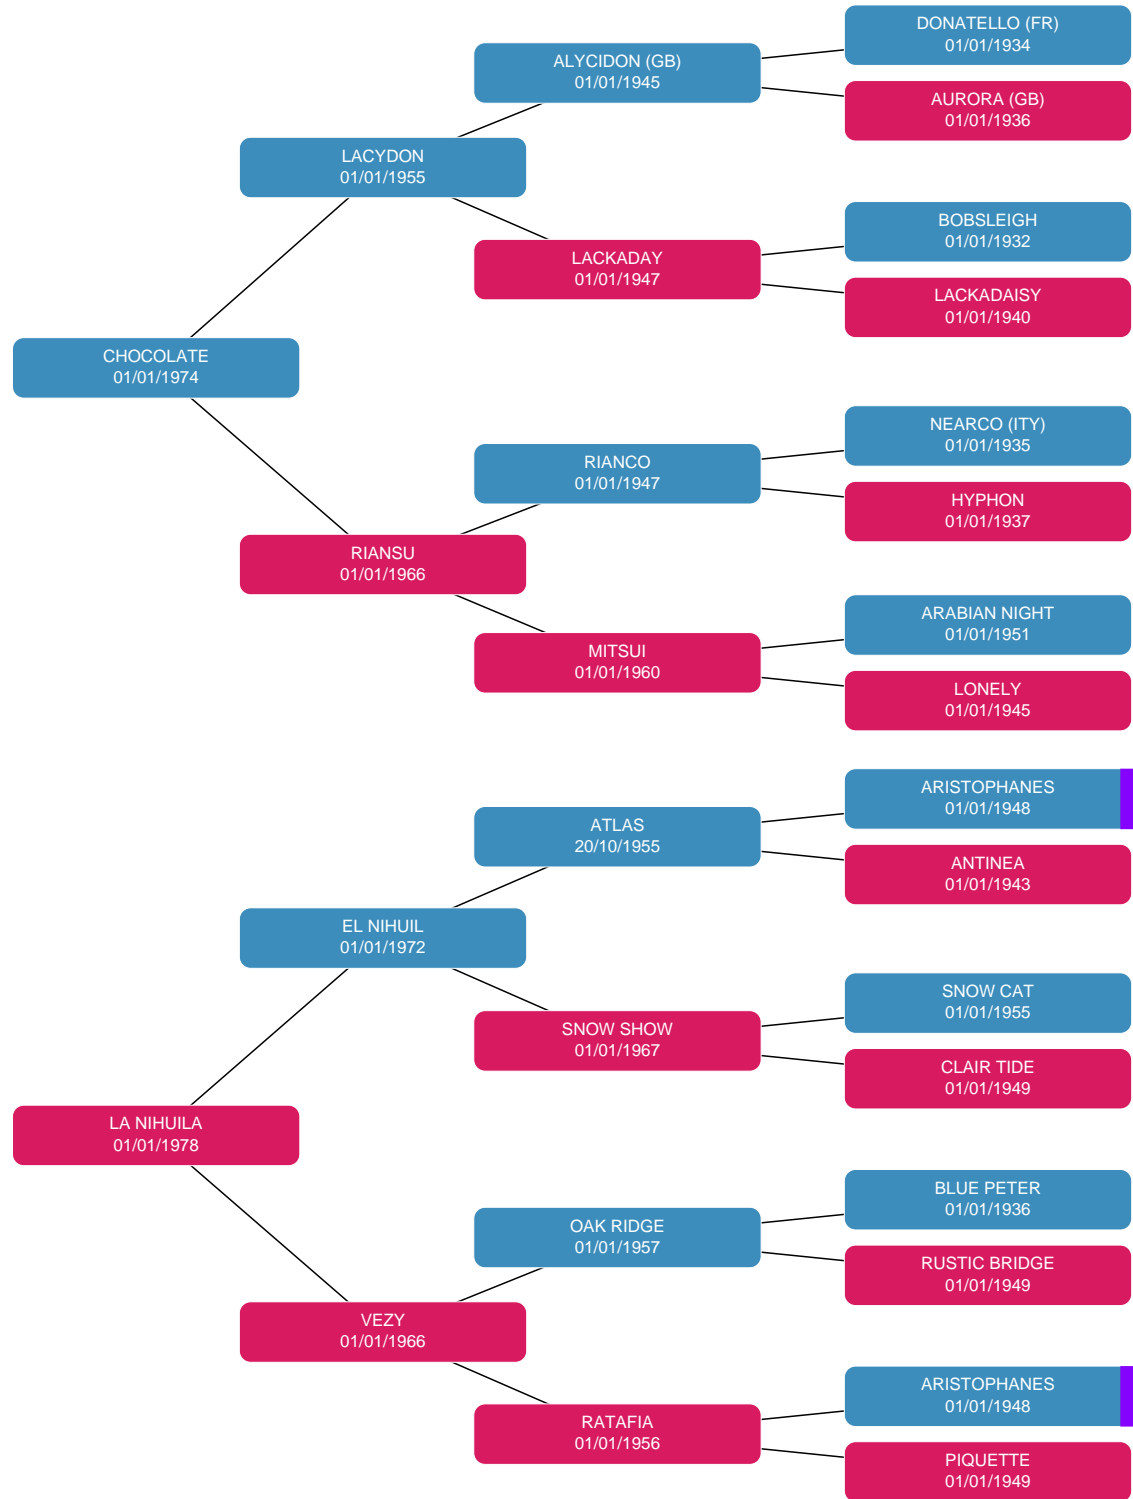 DONATELLO (FR)
01/01/1934
ALYCIDON (GB)
01/01/1945
AURORA (GB)
01/01/1936
LACYDON
01/01/1955
BOBSLEIGH
01/01/1932
LACKADAY
01/01/1947
LACKADAISY
01/01/1940
CHOCOLATE
01/01/1974
NEARCO (ITY)
01/01/1935
RIANCO
01/01/1947
HYPHON
01/01/1937
RIANSU
01/01/1966
ARABIAN NIGHT
01/01/1951
MITSUI
01/01/1960
LONELY
01/01/1945
ARISTOPHANES
01/01/1948
ATLAS
20/10/1955
ANTINEA
01/01/1943
EL NIHUIL
01/01/1972
SNOW CAT
01/01/1955
SNOW SHOW
01/01/1967
CLAIR TIDE
01/01/1949
LA NIHUILA
01/01/1978
BLUE PETER
01/01/1936
OAK RIDGE
01/01/1957
RUSTIC BRIDGE
01/01/1949
VEZY
01/01/1966
ARISTOPHANES
01/01/1948
RATAFIA
01/01/1956
PIQUETTE
01/01/1949